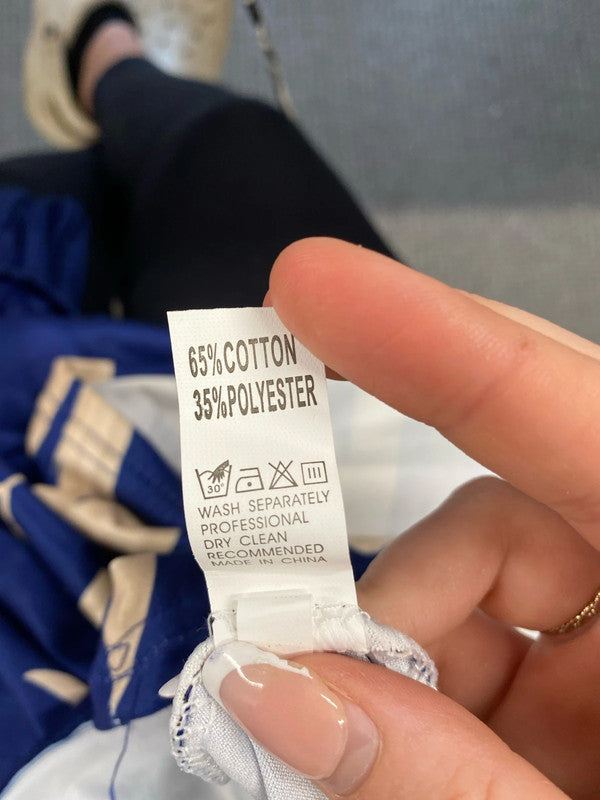 65%COTTON
35%POLYESTER
30°
WASH SEPARATELY
PROFESSIONAL
DRY CLEAN
RECOMMENDED
MADE IN CHINA